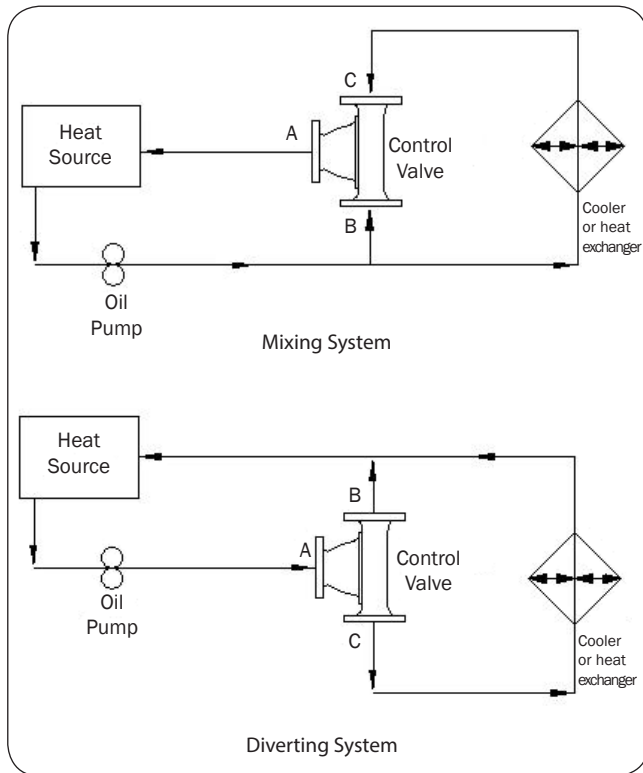 C
Heat
Source
A
Control
Valve
B
Cooler
or heat
exchanger
Oil
Pump
Mixing System
Heat
Source
B
A
Control
Valve
Oil
Pump
C
Cooler
or heat
exchanger
Diverting System